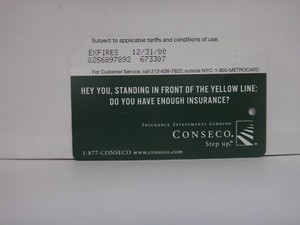 Subject to applicable tariffs and conditions of use.
EXPIRES 12/31/00
0256897892 673307
For Customer Service, call 212-638-7622; outside NYC: 1-800-METROCARD
HEY YOU, STANDING IN FRONT OF THE YELLOW LINE:
DO YOU HAVE ENOUGH INSURANCE?
INSURANCE INVESTMENTS LENDING
CONSECO.
Step up.
1-877-CONSECO www.conseco.com